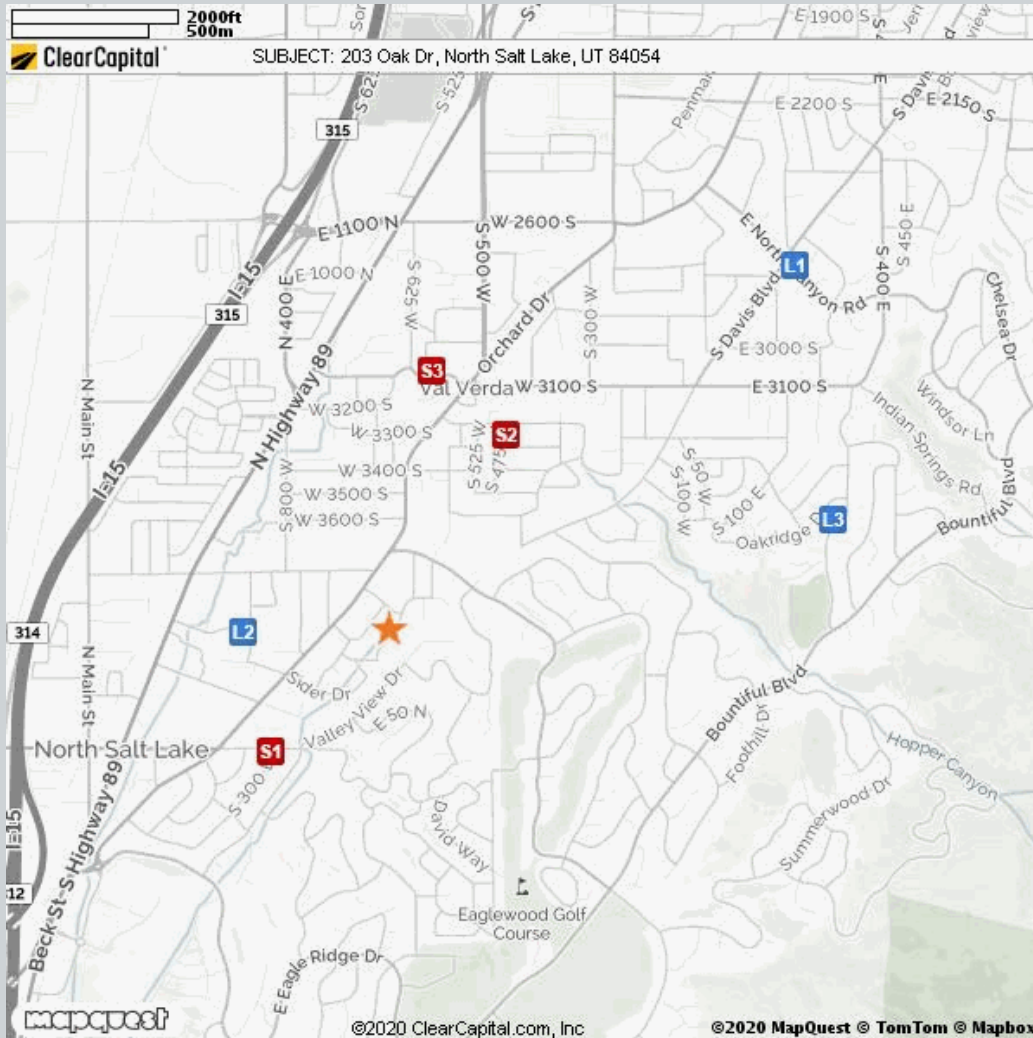 2000ft
500m
ClearCapital
SUBJECT: 203 Oak Dr, North Salt Lake, UT 84054
E 1900 S
E 2200 S
E 2150 S
S 525
315
E 1100 N
W 2600 S
S 500 W
S 450 E
S 400 E
L1
E 1000 N
S 625 W
I-15
315
N 400 E
Orchard Dr
S 300 W
S Davis Blvd
E 3000 S
Chelsea Dr
N Highway 89
S3
Val Verda
W 3100 S
E 3100 S
Windsor Ln
N Main St
W 3200 S
W 3300 S
S2
Indian Springs Rd
I-15
W 3400 S
S 525 W
S 475
S 50 W
S 100 W
S 100 E
W 3500 S
S 800 W
W 3600 S
Oakridge
L3
Bountiful Blvd
314
L2
N Main St
Sider Dr
Valley View Dr
E 50 N
Bountiful Blvd
Foothill Dr
North Salt Lake
S1
S 300
Hopper Canyon
David Way
Summerwood Dr
I-15
Beck St-S Highway 89
Eaglewood Golf
Course
E Eagle Ridge Dr
mapquest
©2020 ClearCapital.com, Inc
©2020 MapQuest © TomTom © Mapbox